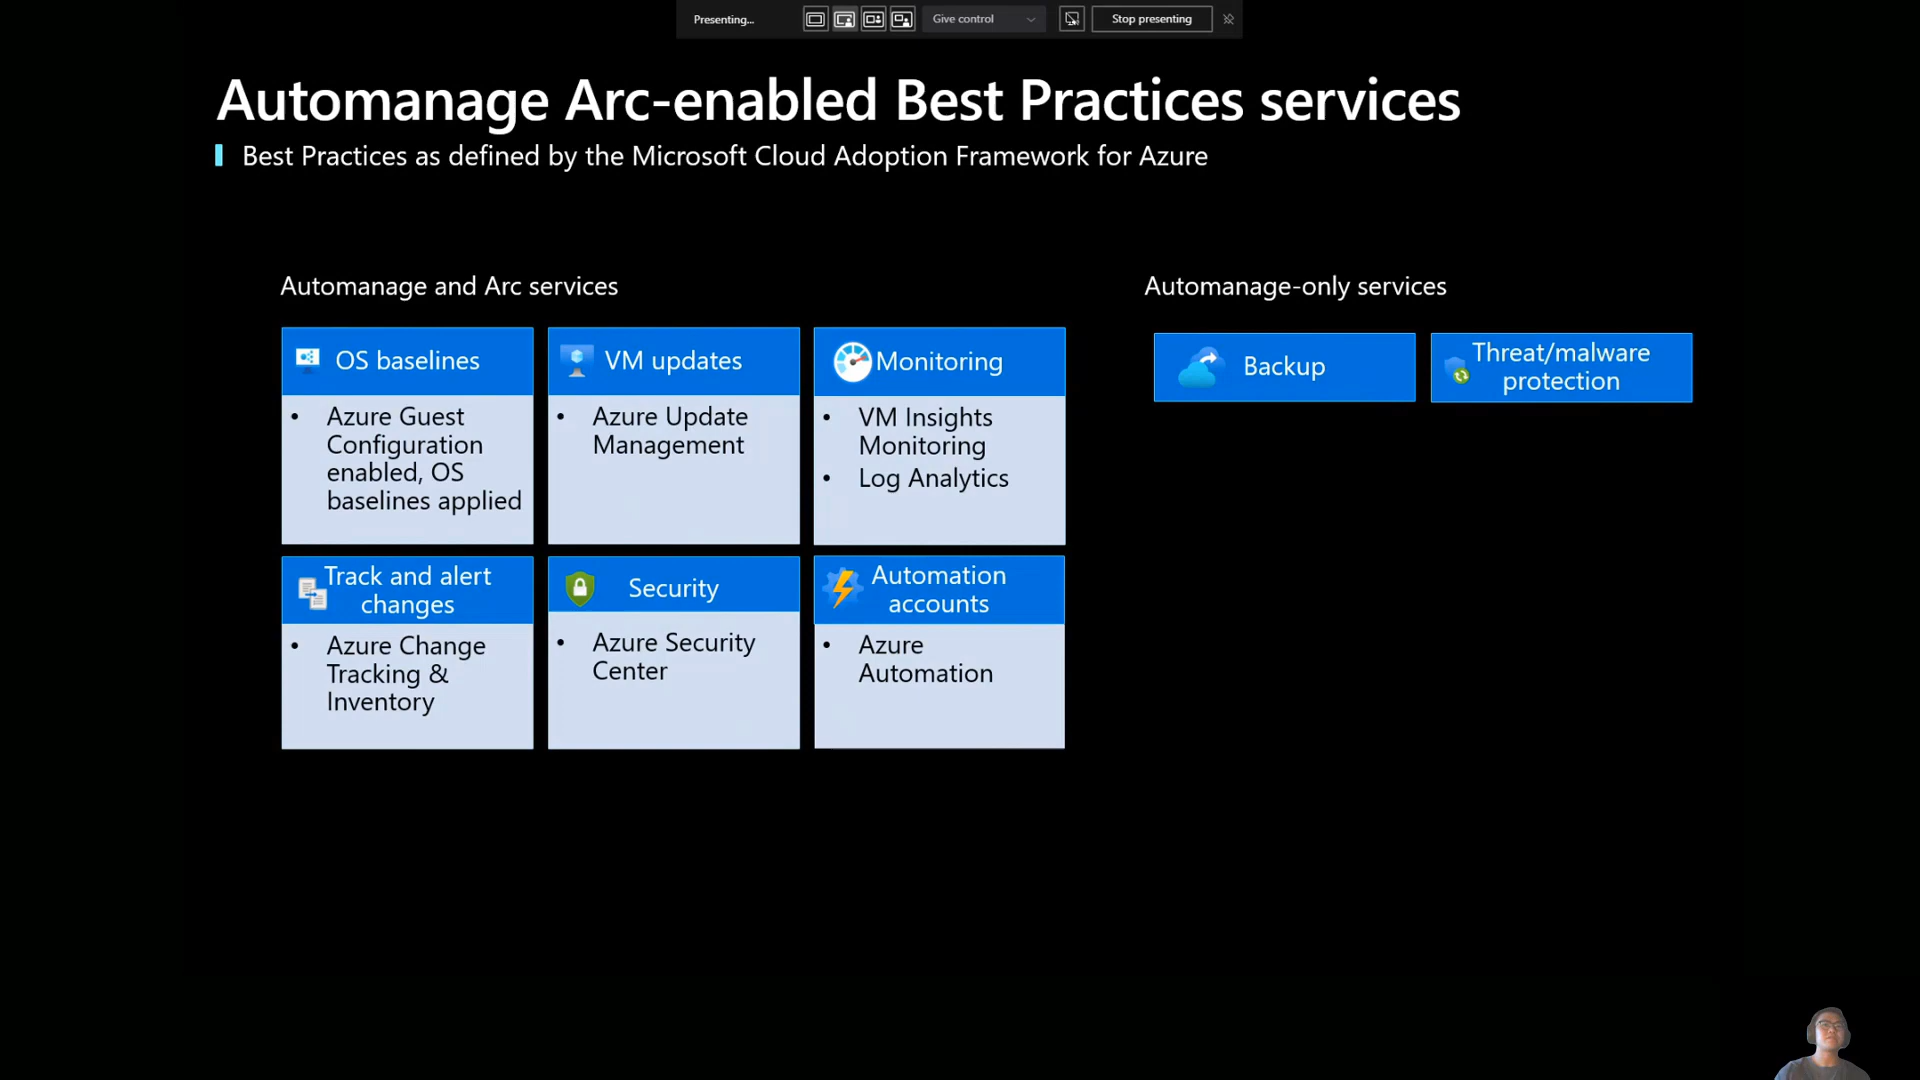 Presenting...
Give control
Stop presenting
Automanage Arc-enabled Best Practices services
Best Practices as defined by the Microsoft Cloud Adoption Framework for Azure
Automanage and Arc services
OS baselines
• Azure Guest
Configuration
enabled, OS
baselines applied
VM updates
• Azure Update
Management
Monitoring
• VM Insights
Monitoring
• Log Analytics
Track and alert
changes
• Azure Change
Tracking &
Inventory
Security
• Azure Security
Center
Automation
accounts
• Azure
Automation
Automanage-only services
Backup
Threat/malware
protection